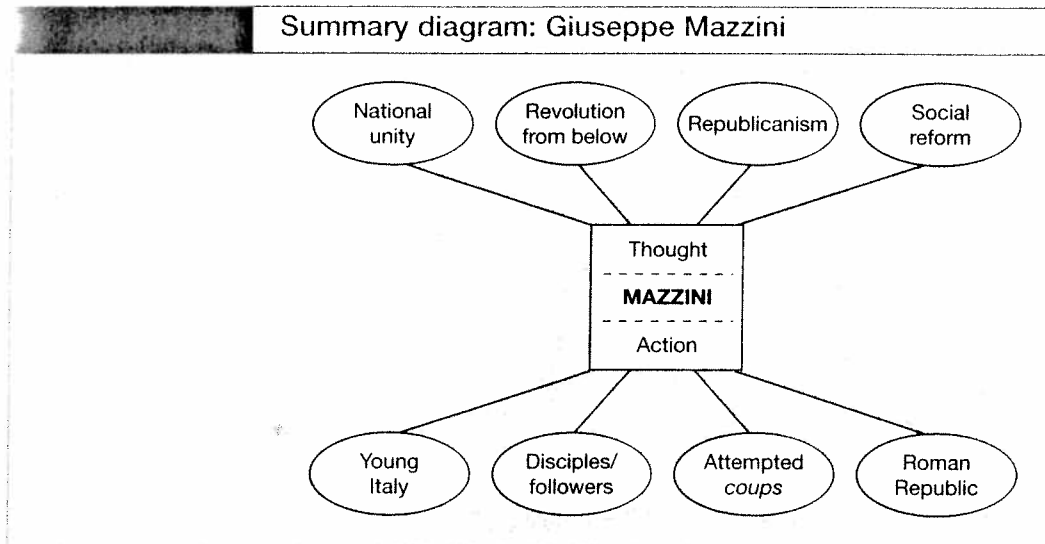 Summary diagram: Giuseppe Mazzini
National
unity
Revolution
from below
Republicanism
Social
reform
Thought
MAZZINI
Action
Young
Italy
Disciples/
followers
Attempted
coups
Roman
Republic